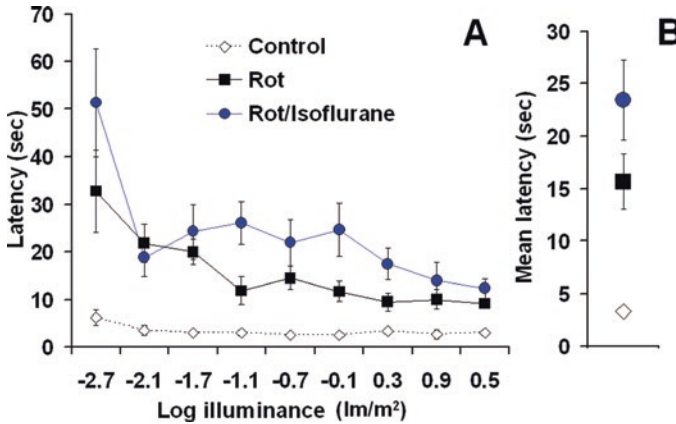 70
60
50
40
30
20
10
0
Latency (sec)
Control
Rot
Rot/Isoflurane
A
-2.7 -2.1 -1.7 -1.1 -0.7 -0.1 0.3 0.9 0.5
Log illuminance (lm/m²)
30
25
20
15
10
5
0
Mean latency (sec)
B